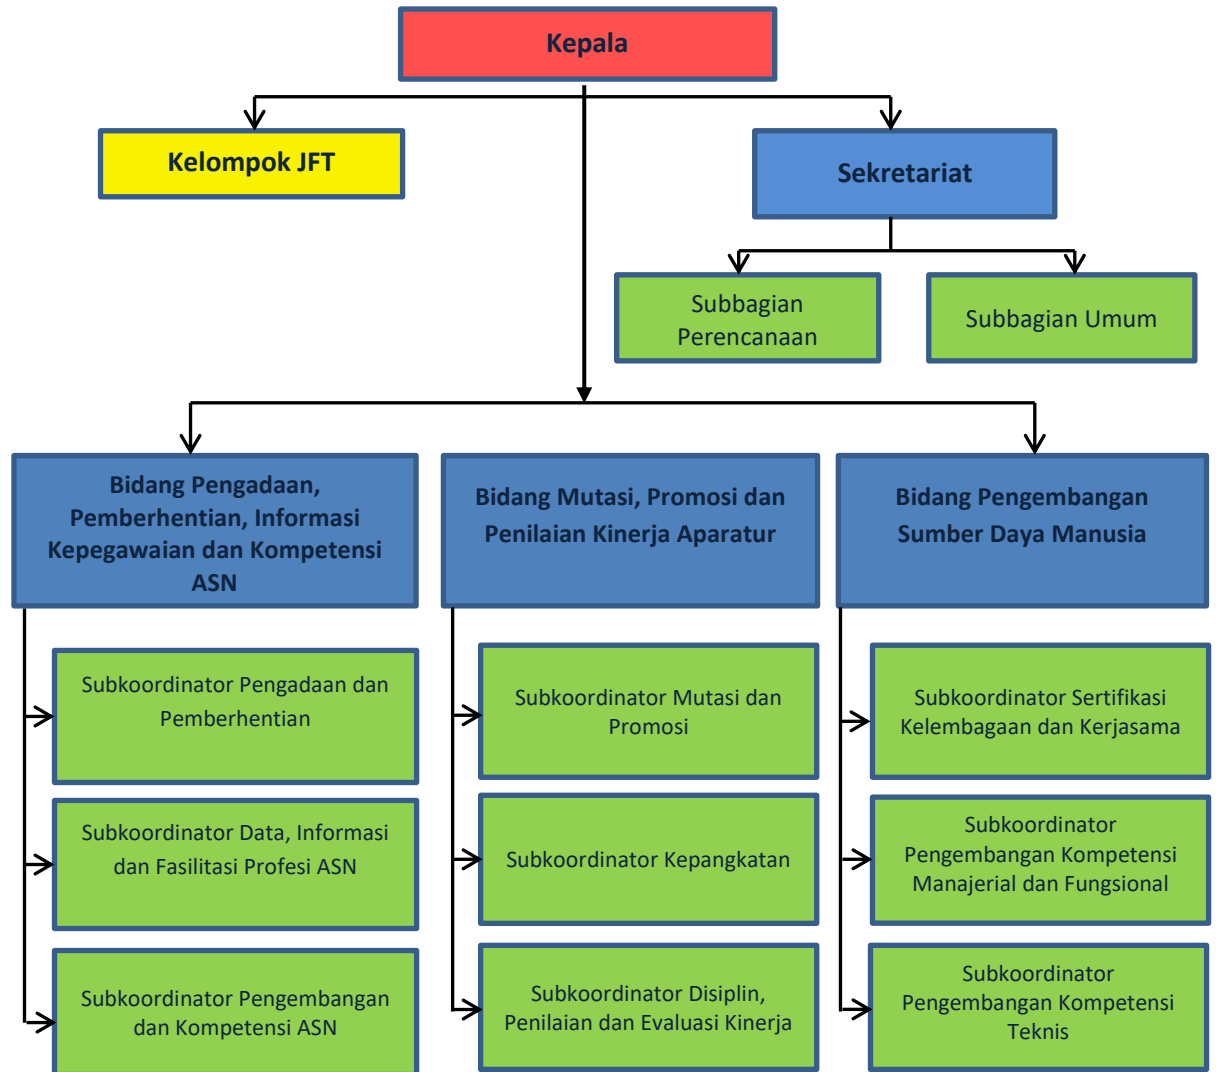 Kepala
Kelompok JFT
Sekretariat
Subbagian
Perencanaan
Subbagian Umum
Bidang Pengadaan,
Pemberhentian, Informasi
Kepegawaian dan Kompetensi
ASN
Bidang Mutasi, Promosi dan
Penilaian Kinerja Aparatur
Bidang Pengembangan
Sumber Daya Manusia
Subkoordinator Pengadaan dan
Pemberhentian
Subkoordinator Mutasi dan
Promosi
Subkoordinator Sertifikasi
Kelembagaan dan Kerjasama
Subkoordinator Data, Informasi
dan Fasilitasi Profesi ASN
Subkoordinator Kepangkatan
Subkoordinator
Pengembangan Kompetensi
Manajerial dan Fungsional
Subkoordinator Pengembangan
dan Kompetensi ASN
Subkoordinator Disiplin,
Penilaian dan Evaluasi Kinerja
Subkoordinator
Pengembangan Kompetensi
Teknis